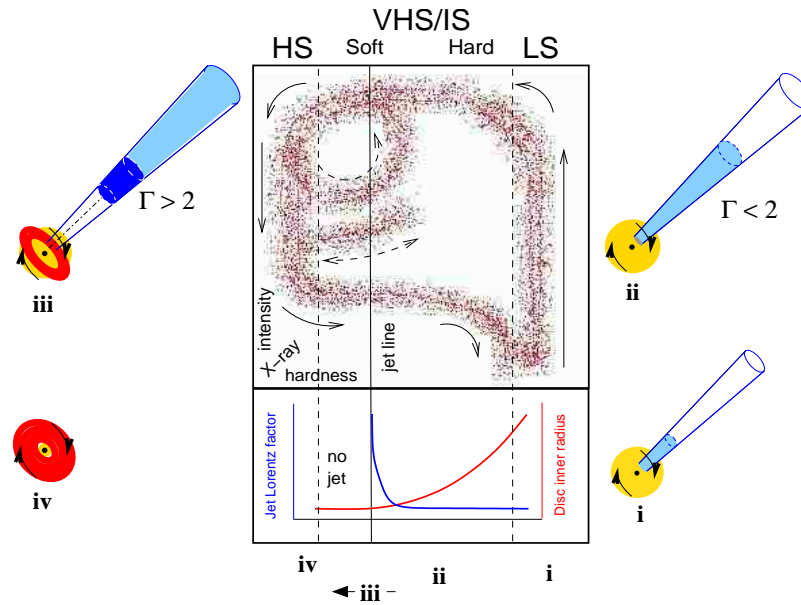 VHS/IS
HS Soft Hard LS
Γ > 2
Γ < 2
iii
ii
X-ray intensity
hardness
jet line
Jet Lorentz factor
no
jet
Disc inner radius
iv
i
iv ii i
iii